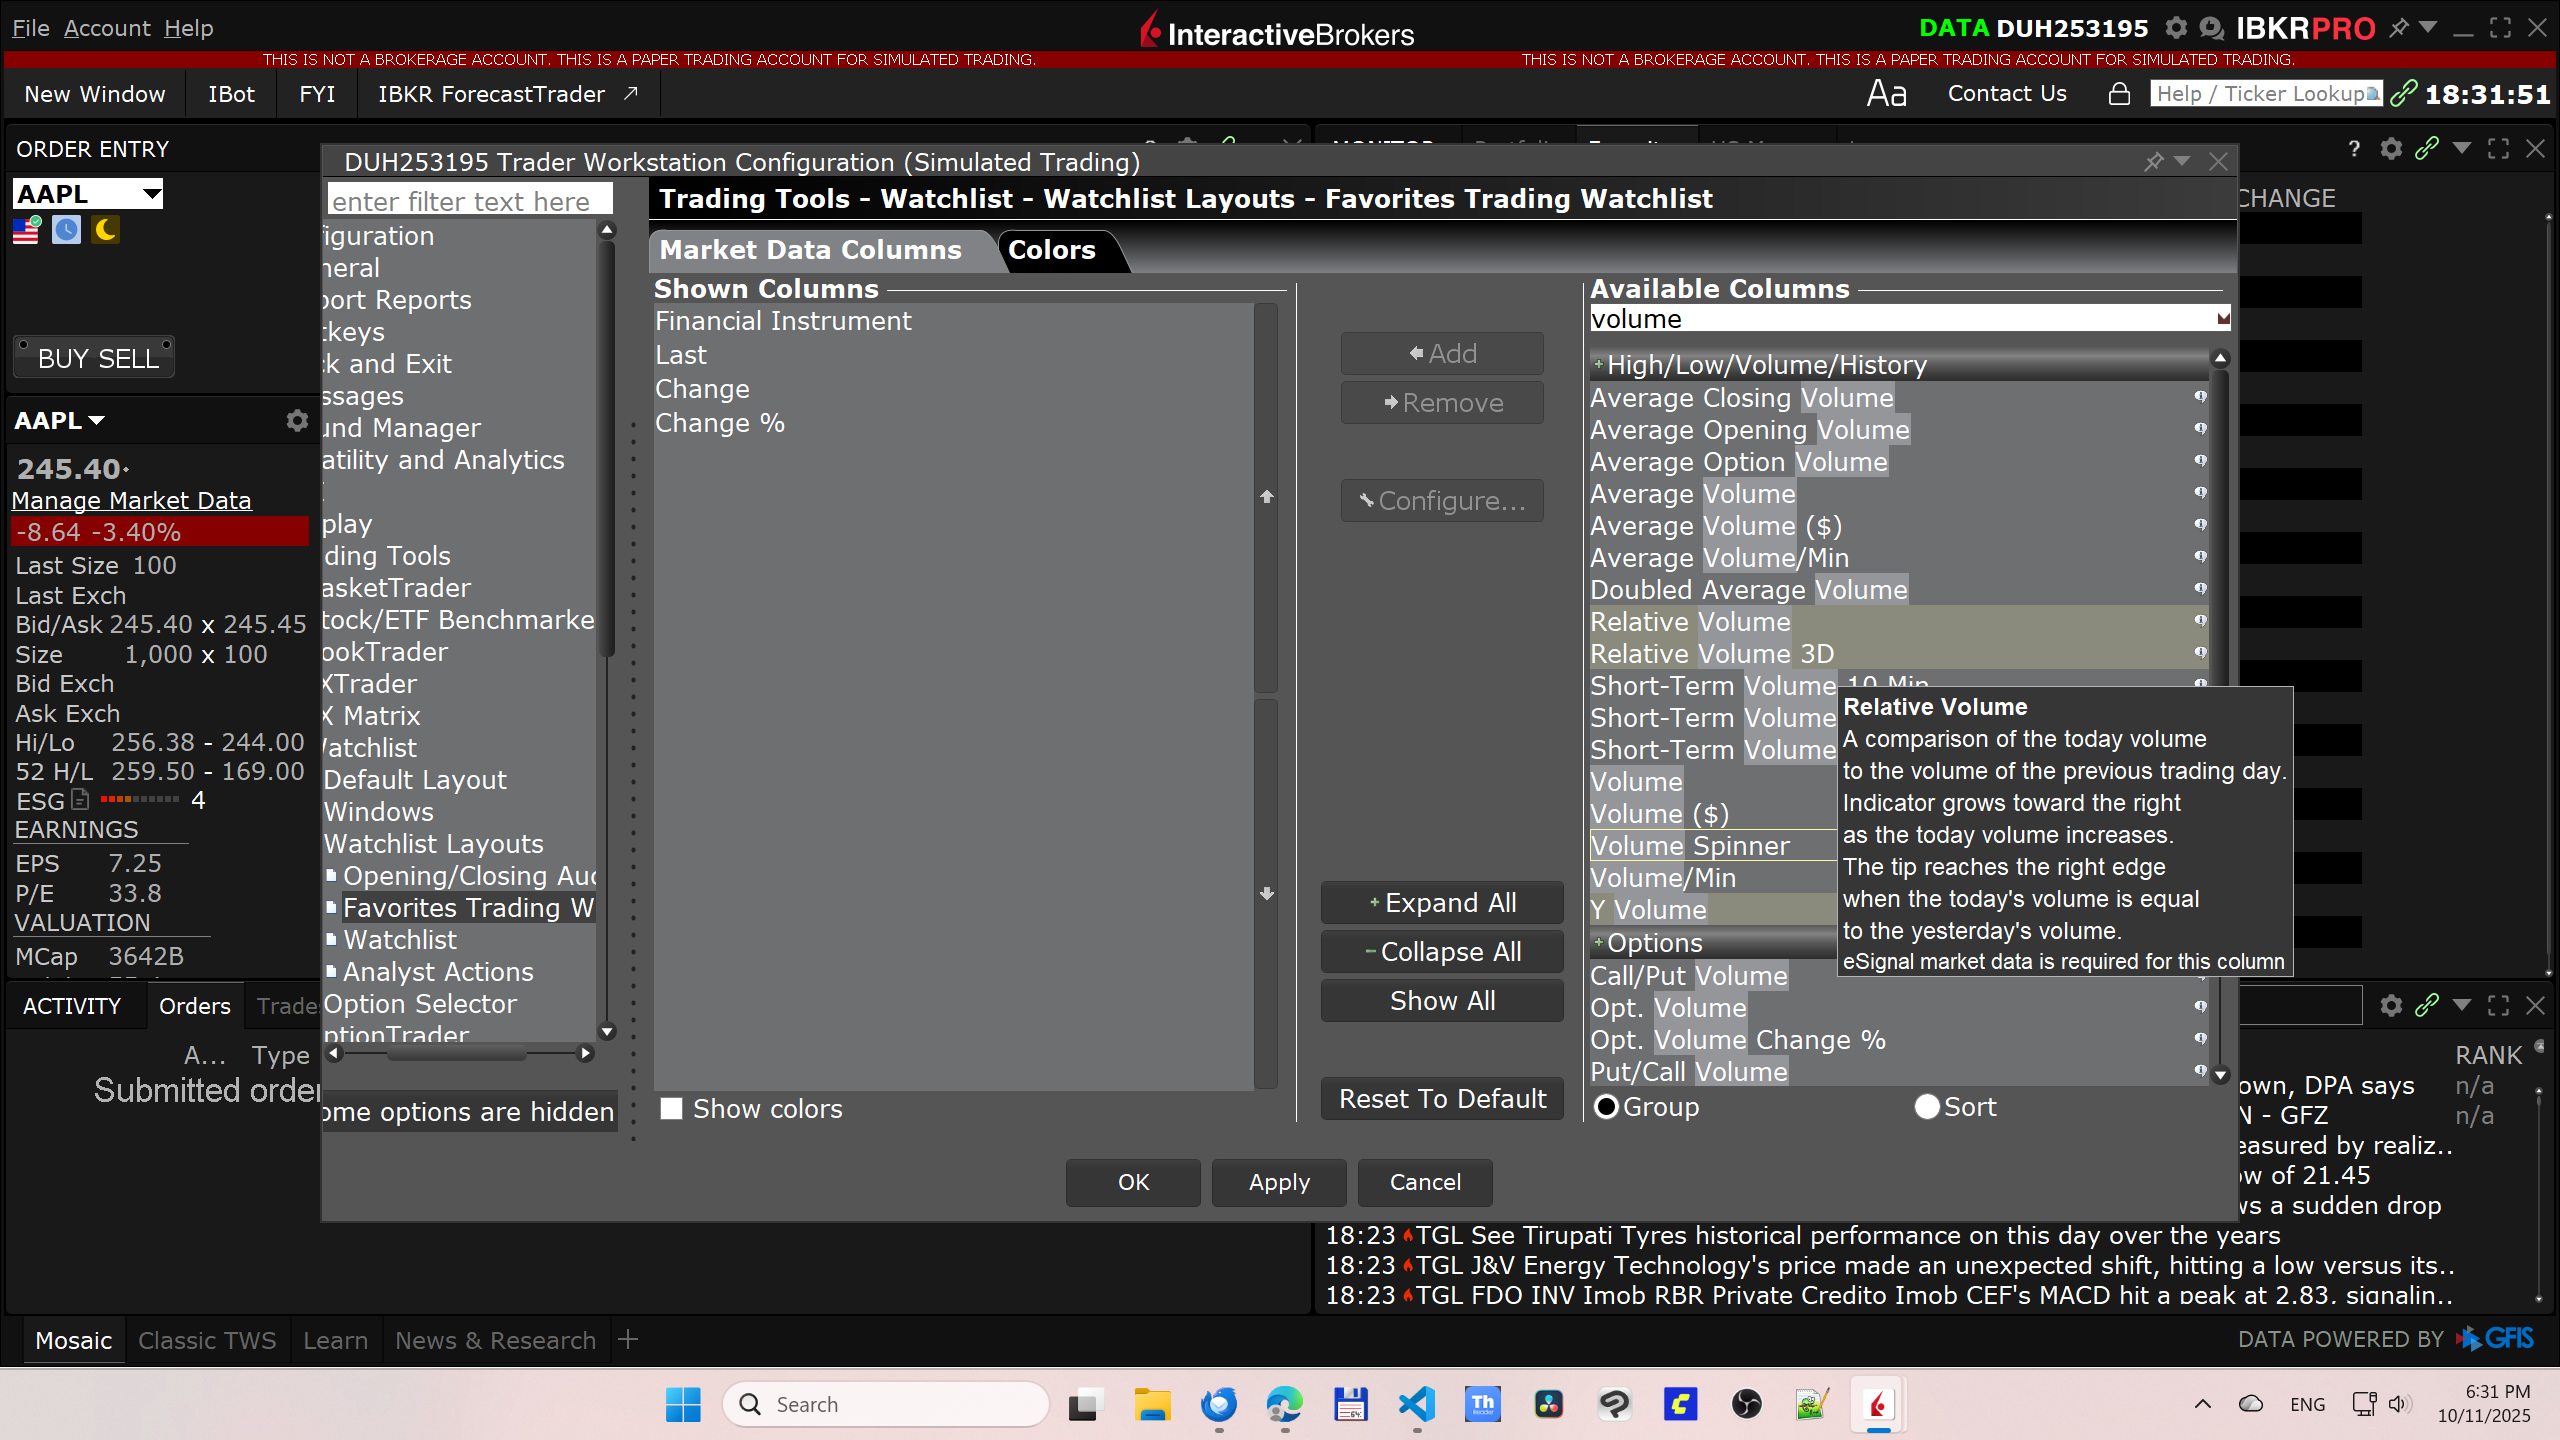 File Account Help
InteractiveBrokers
DATA DUH253195
IBKRPRO
THIS IS NOT A BROKERAGE ACCOUNT. THIS IS A PAPER TRADING ACCOUNT FOR SIMULATED TRADING.
THIS IS NOT A BROKERAGE ACCOUNT. THIS IS A PAPER TRADING ACCOUNT FOR SIMULATED TRADING.
New Window
IBot
FYI
IBKR ForecastTrader
Aa
Contact Us
Help / Ticker Lookup
18:31:51
ORDER ENTRY
AAPL
BUY SELL
AAPL
245.40
Manage Market Data
-8.64 -3.40%
Last Size 100
Last Exch
Bid/Ask 245.40 x 245.45
Size 1,000 x 100
Bid Exch
Ask Exch
Hi/Lo 256.38 - 244.00
52 H/L 259.50 - 169.00
ESG 4
EARNINGS
EPS 7.25
P/E 33.8
VALUATION
MCap 3642B
DUH253195 Trader Workstation Configuration (Simulated Trading)
enter filter text here
figuration
neral
port Reports
tkeys
ck and Exit
ssages
und Manager
atility and Analytics
play
ding Tools
asketTrader
tock/ETF Benchmarke
ookTrader
XTrader
X Matrix
Watchlist
Default Layout
Windows
Watchlist Layouts
Opening/Closing Auc
Favorites Trading W
Watchlist
Analyst Actions
Option Selector
ptionTrader
ome options are hidden
Trading Tools - Watchlist - Watchlist Layouts - Favorites Trading Watchlist
Market Data Columns
Colors
Shown Columns
Financial Instrument
Last
Change
Change %
Show colors
Add
Remove
Configure...
Expand All
Collapse All
Show All
Reset To Default
Available Columns
volume
High/Low/Volume/History
Average Closing Volume
Average Opening Volume
Average Option Volume
Average Volume
Average Volume ($)
Average Volume/Min
Doubled Average Volume
Relative Volume
Relative Volume 3D
Short-Term Volume 10 Min
Short-Term Volume
Short-Term Volume
Volume
Volume ($)
Volume Spinner
Volume/Min
Y Volume
Options
Call/Put Volume
Opt. Volume
Opt. Volume Change %
Put/Call Volume
Group
Sort
Relative Volume
A comparison of the today volume
to the volume of the previous trading day.
Indicator grows toward the right
as the today volume increases.
The tip reaches the right edge
when the today's volume is equal
to the yesterday's volume.
eSignal market data is required for this column
OK
Apply
Cancel
?
CHANGE
ACTIVITY
Orders
Trades
A...
Type
Submitted order
RANK
own, DPA says n/a
N - GFZ n/a
easured by realiz..
ow of 21.45
ws a sudden drop
18:23 TGL See Tirupati Tyres historical performance on this day over the years
18:23 TGL J&V Energy Technology's price made an unexpected shift, hitting a low versus its..
18:23 TGL FDO INV Imob RBR Private Credito Imob CEF's MACD hit a peak at 2.83, signalin..
Mosaic
Classic TWS
Learn
News & Research
+
DATA POWERED BY GFIS
Search
Th
ENG
6:31 PM
10/11/2025